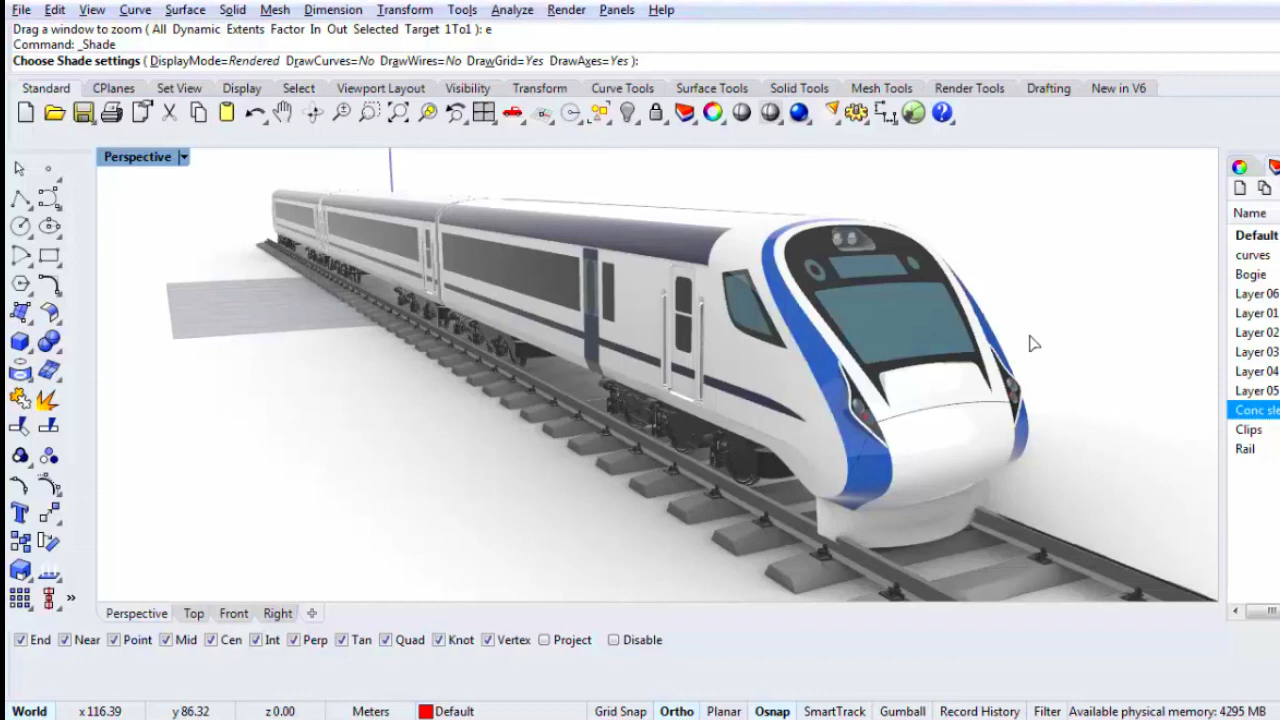 File Edit View Curve Surface Solid Mesh Dimension Transform Tools Analyze Render Panels Help
Drag a window to zoom ( All Dynamic Extents Factor In Out Selected Target 1To1 ): e
Command: _Shade
Choose Shade settings ( DisplayMode=Rendered DrawCurves=No DrawWires=No DrawGrid=Yes DrawAxes=Yes ):
Standard CPlanes Set View Display Select Viewport Layout Visibility Transform Curve Tools Surface Tools Solid Tools Mesh Tools Render Tools Drafting New in V6
Perspective
Name
Default
curves
Bogie
Layer 06
Layer 01
Layer 02
Layer 03
Layer 04
Layer 05
Conc sle
Clips
Rail
Perspective Top Front Right
End Near Point Mid Cen Int Perp Tan Quad Knot Vertex Project Disable
World x 116.39 y 86.32 z 0.00 Meters Default Grid Snap Ortho Planar Osnap SmartTrack Gumball Record History Filter Available physical memory: 4295 MB